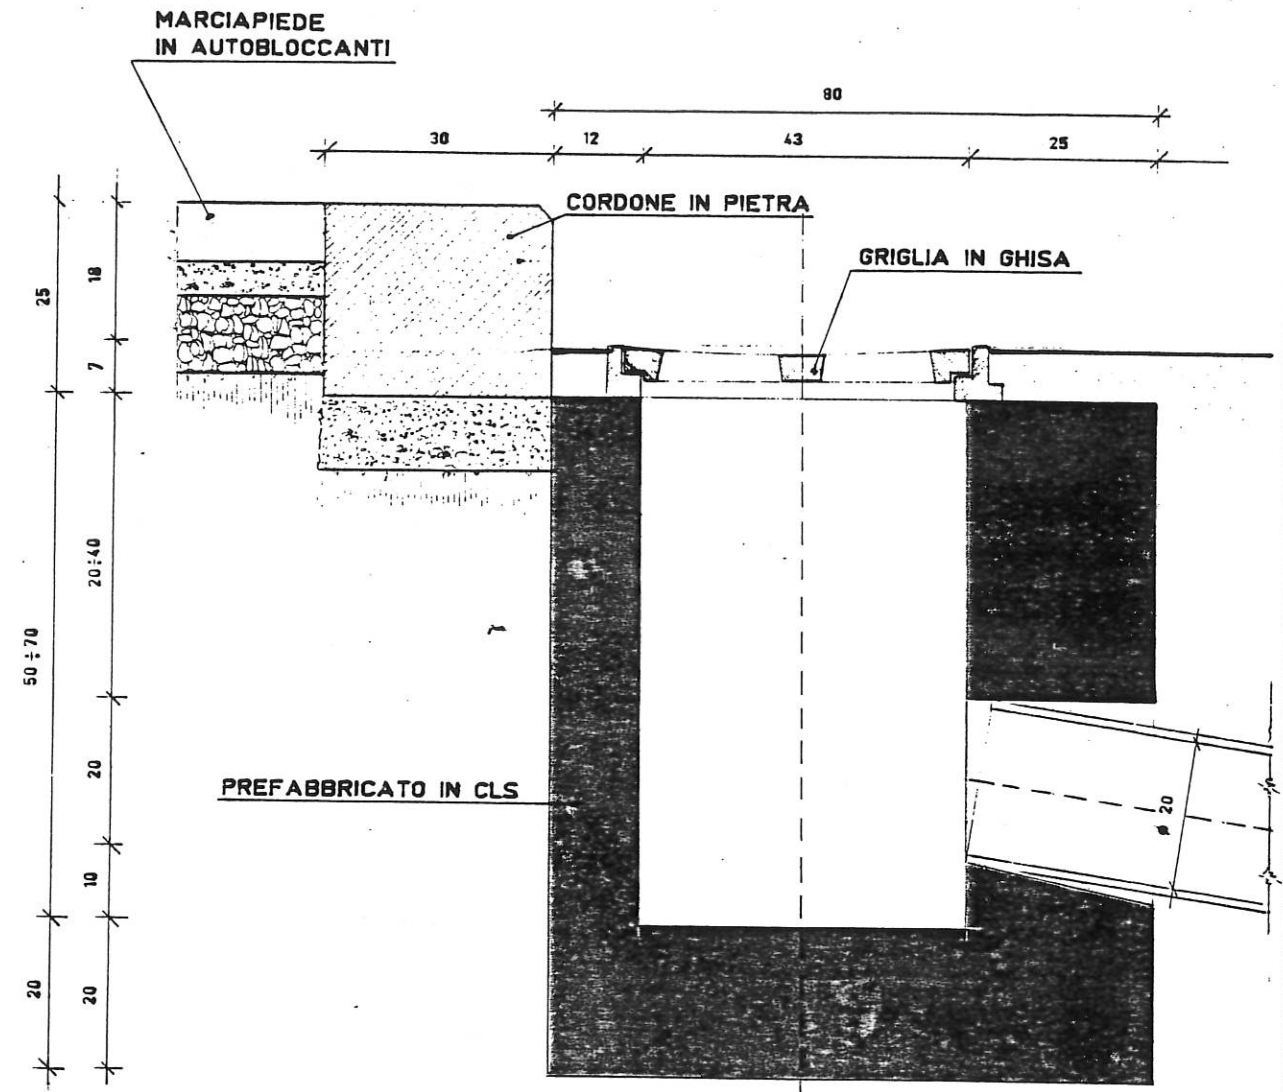 MARCIAPIEDE
IN AUTOBLOCCANTI
80
30
12
43
25
CORDONE IN PIETRA
GRIGLIA IN GHISA
25
18
7
20÷40
50÷70
20
PREFABBRICATO IN CLS
ø 20
10
20
20